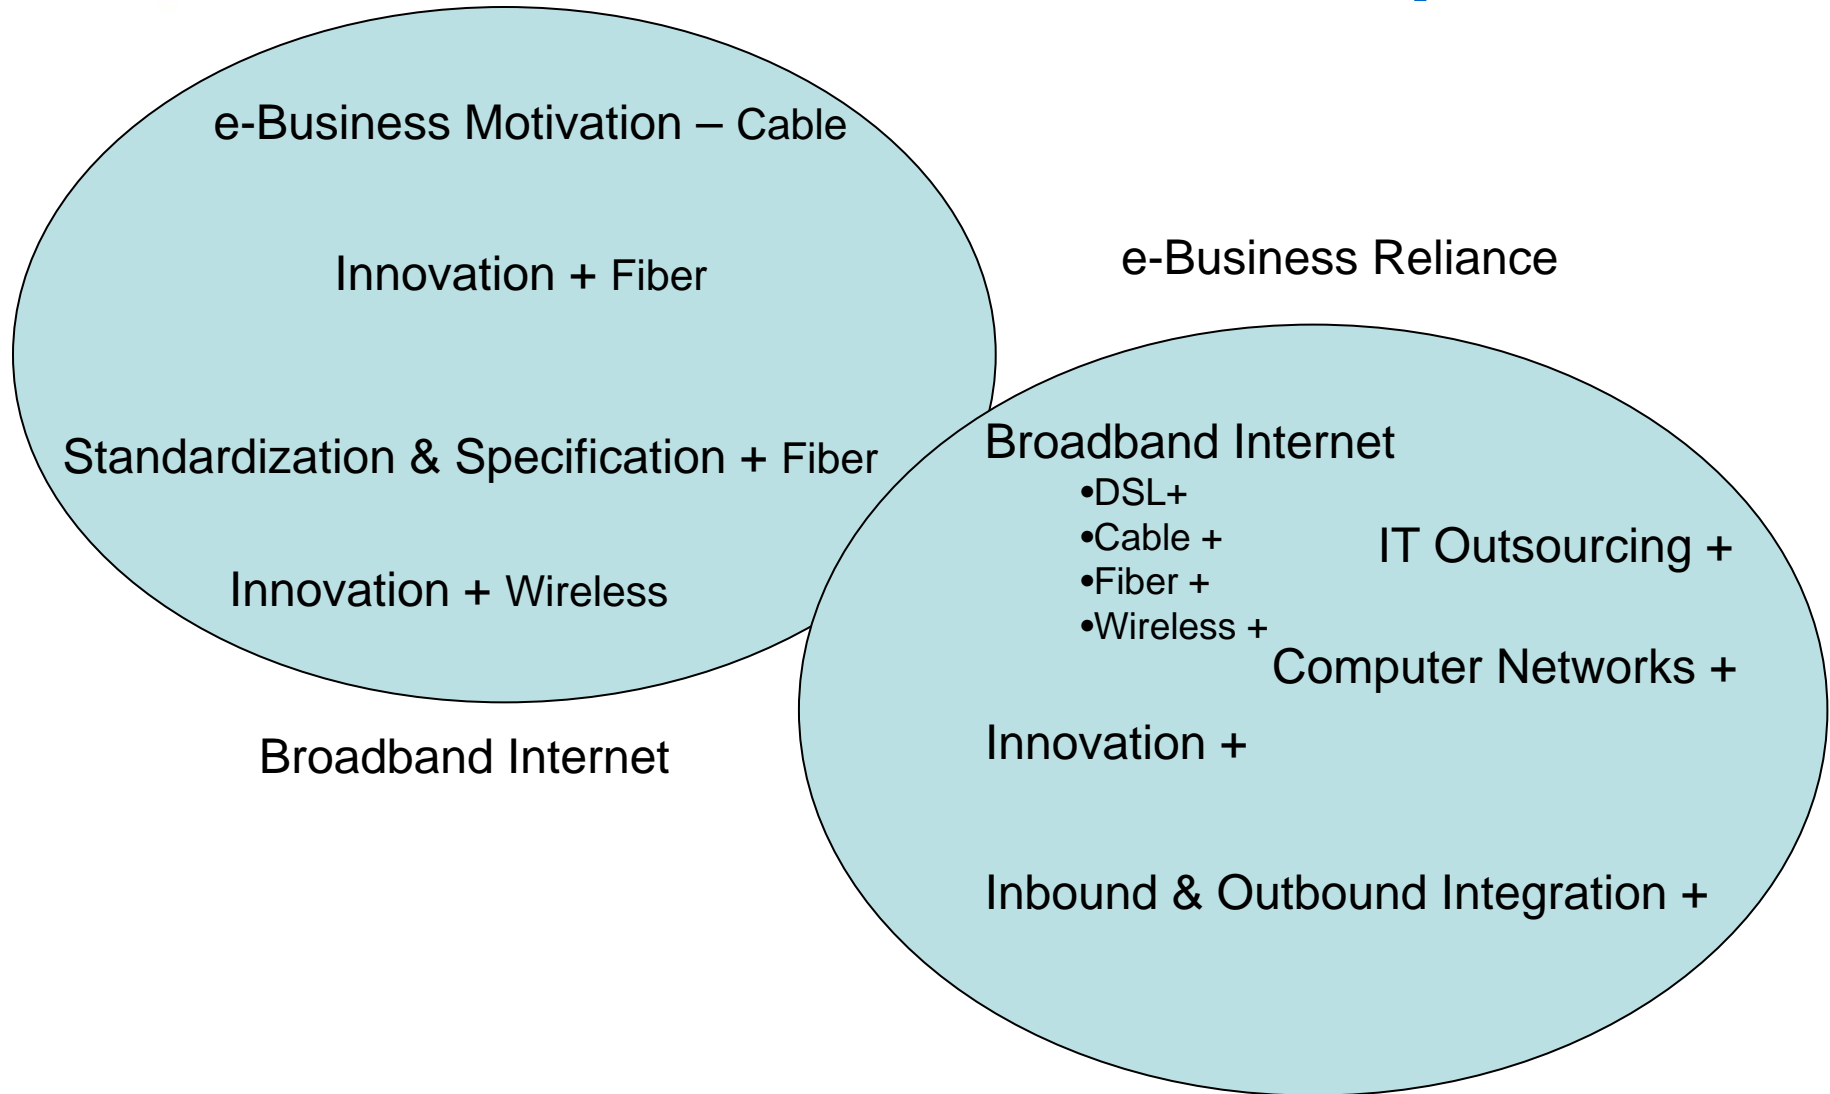 e-Business Motivation – Cable
Innovation + Fiber
Standardization & Specification + Fiber
Innovation + Wireless
Broadband Internet
e-Business Reliance
Broadband Internet
•DSL+
•Cable +
•Fiber +
•Wireless +
IT Outsourcing +
Computer Networks +
Innovation +
Inbound & Outbound Integration +